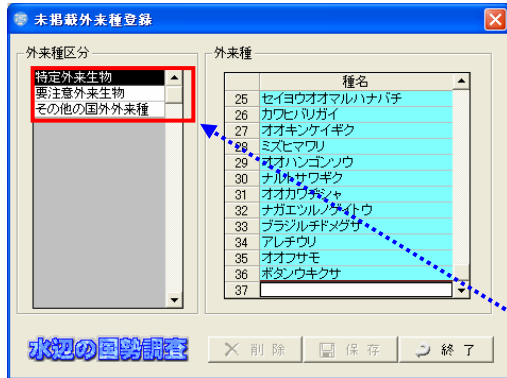 未掲載外来種登録
外来種区分
特定外来生物
要注意外来生物
その他の国外外来種
外来種
種名
25 セイヨウオオマルハナバチ
26 カワヒバリガイ
27 オオキンケイギク
28 ミズヒマワリ
29 オオハンゴンソウ
30 ナルトサワギク
31 オオカワヂシャ
32 ナガエツルノゲイトウ
33 ブラジルチドメグサ
34 アレチウリ
35 オオフサモ
36 ボタンウキクサ
37
水辺の国勢調査
削除
保存
終了